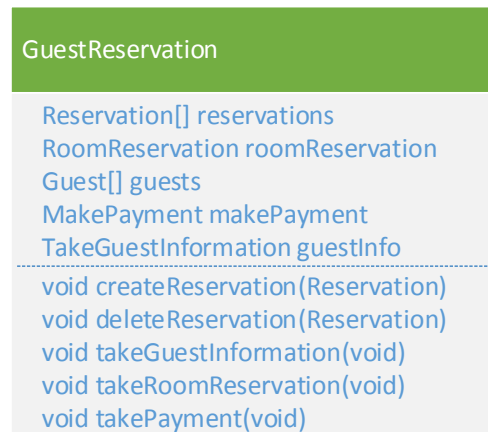 GuestReservation
Reservation[] reservations
RoomReservation roomReservation
Guest[] guests
MakePayment makePayment
TakeGuestInformation guestInfo
void createReservation(Reservation)
void deleteReservation(Reservation)
void takeGuestInformation(void)
void takeRoomReservation(void)
void takePayment(void)